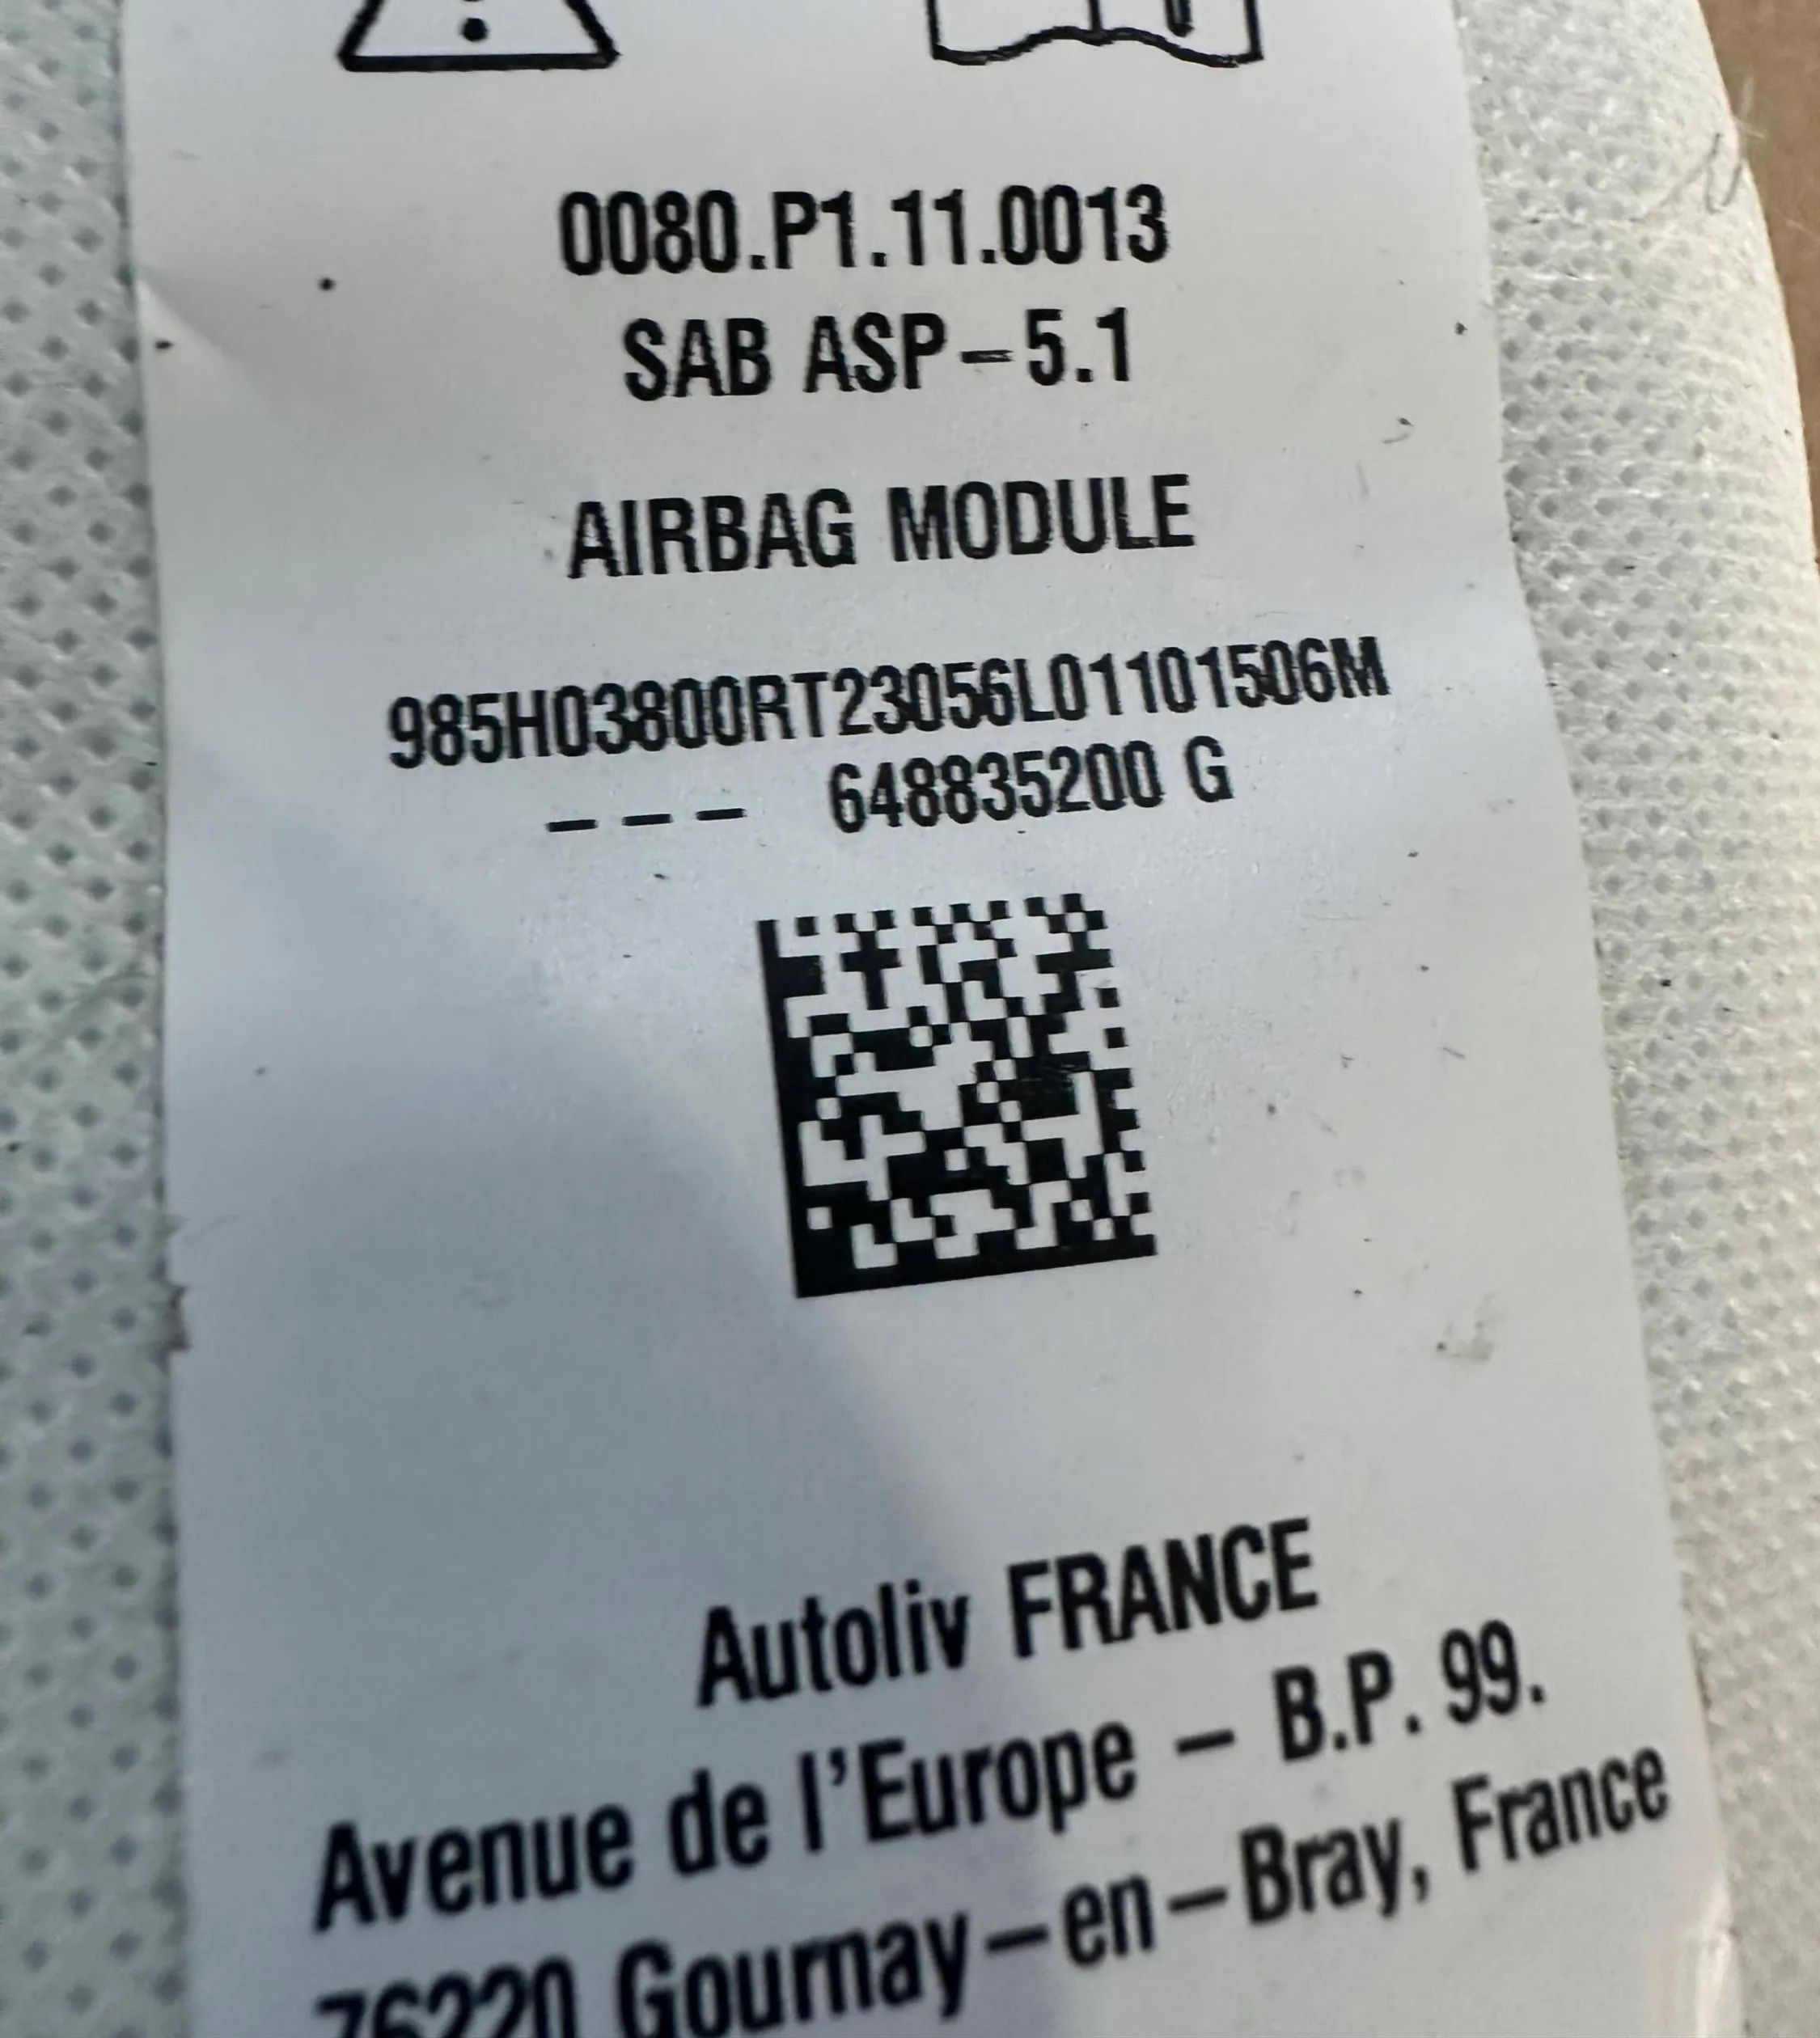 0080.P1.11.0013
SAB ASP-5.1
AIRBAG MODULE
985H03800RT23056L01101506M
--- 648835200 G
Autoliv FRANCE
Avenue de l'Europe - B.P. 99.
76220 Gournay-en-Bray, France